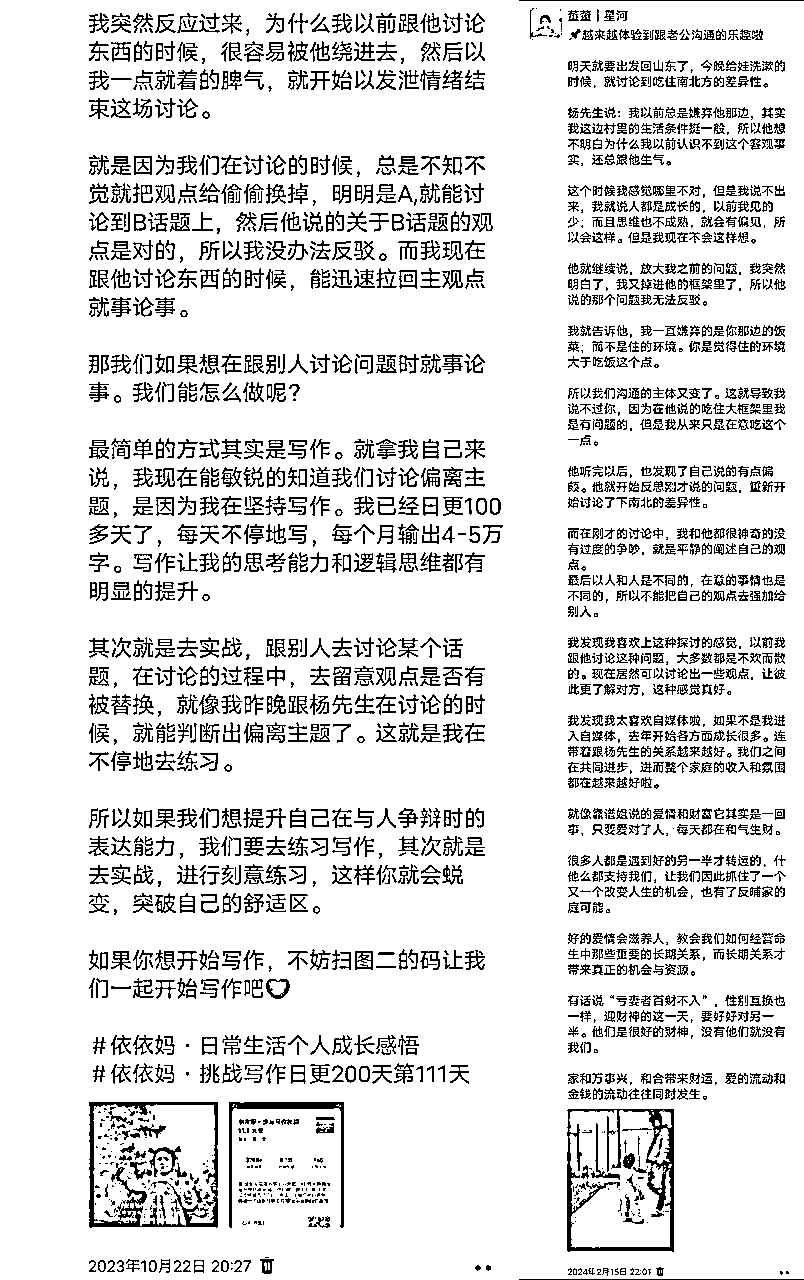 我突然反应过来，为什么我以前跟他讨论
东西的时候，很容易被他绕进去，然后以
我一点就着的脾气，就开始以发泄情绪结
束这场讨论。
就是因为我们在讨论的时候，总是不知不
觉就把观点给偷偷换掉，明明是A,就能讨
论到B话题上，然后他说的关于B话题的观
点是对的，所以我没办法反驳。而我现在
跟他讨论东西的时候，能迅速拉回主观点
就事论事。
那我们如果想在跟别人讨论问题时就事论
事。我们能怎么做呢？
最简单的方式其实是写作。就拿我自己来
说，我现在能敏锐的知道我们讨论偏离主
题，是因为我在坚持写作。我已经日更100
多天了，每天不停地写，每个月输出4-5万
字。写作让我的思考能力和逻辑思维都有
明显的提升。
其次就是去实战，跟别人去讨论某个话
题，在讨论的过程中，去留意观点是否有
被替换，就像我昨晚跟杨先生在讨论的时
候，就能判断出偏离主题了。这就是我在
不停地去练习。
所以如果我们想提升自己在与人争辩时的
表达能力，我们要去练习写作，其次就是
去实战，进行刻意练习，这样你就会蜕
变，突破自己的舒适区。
如果你想开始写作，不妨扫图二的码让我
们一起开始写作吧
#依依妈·日常生活个人成长感悟
#依依妈·挑战写作日更200天第111天
2023年10月22日 20:27
星河
越来越体验到跟老公沟通的乐趣啦
明天就要出发回山东了，今晚给娃洗漱的
时候，就讨论到吃住南北方的差异性。
杨先生说：我以前总是嫌弃他那边，其实
我这边村里的生活条件挺一般，所以他想
不明白为什么我以前认识不到这个客观事
实，还总跟他生气。
这个时候我感觉哪里不对，但是我说不出
来，我就说人都是成长的，以前我见的
少；而且思维也不成熟，就会有偏见，所
以会这样。但是我现在不会这样想。
他就继续说，放大我之前的问题，我突然
明白了，我又掉进他的框架里了，所以他
说的那个问题我无法反驳。
我就告诉他，我一直嫌弃的是你那边的饭
菜；而不是住的环境。你是觉得住的环境
大于吃饭这个点。
所以我们沟通的主体又变了。这就导致我
说不过你，因为在他说的吃住大框架里我
是有问题的，但是我从来只是在意吃这个
一点。
他听完以后，也发现了自己说的有点偏
颇。他就开始反思刚才说的问题，重新开
始讨论了下南北的差异性。
而在刚才的讨论中，我和他都很神奇的没
有过度的争吵，就是平静的阐述自己的观
点。
最后以人和人是不同的，在意的事情也是
不同的，所以不能把自己的观点去强加给
别人。
我发现我喜欢上这种探讨的感觉，以前我
跟他讨论这种问题，大多数都是不欢而散
的。现在居然可以讨论出一些观点，让彼
此更了解对方，这种感觉真好。
我发现我太喜欢自媒体啦，如果不是我进
入自媒体，去年开始各方面成长很多。连
带着跟杨先生的关系越来越好。我们之间
在共同进步，进而整个家庭的收入和氛围
都在越来越好啦。
就像靠谱姐说的爱情和财富它其实是一回
事，只要爱对了人，每天都在和气生财。
很多人都是遇到好的另一半才转运的，什
他么都支持我们，让我们因此抓住了一个
又一个改变人生的机会，也有了反哺家的
庭可能。
好的爱情会滋养人，教会我们如何经营命
生中那些重要的长期关系，而长期关系才
带来真正的机会与资源。
有话说“亏妻者百财不入”，性别互换也
一样，迎财神的这一天，要好好对另一
半。他们是很好的财神，没有他们就没有
我们。
家和万事兴，和合带来财运，爱的流动和
金钱的流动往往同时发生。
2024年2月15日 22:01